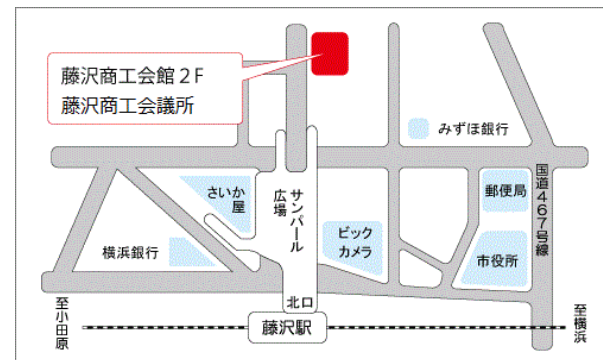 藤沢商工会館２F
藤沢商工会議所
みずほ銀行
国道４６７号線
郵便局
さいか
屋
サンパール
広場
ビック
カメラ
横浜銀行
市役所
北口
至小田原
藤沢駅
至横浜